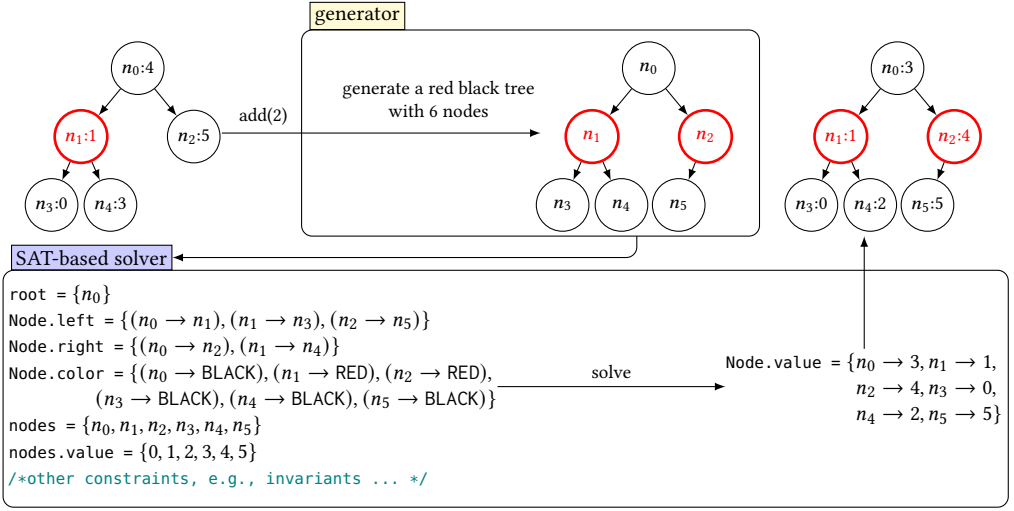 generator
n0:4
n1:1
n2:5
n3:0
n4:3
add(2)
generate a red black tree
with 6 nodes
n0
n1
n2
n3
n4
n5
n0:3
n1:1
n2:4
n3:0
n4:2
n5:5
SAT-based solver
root = {n0}
Node.left = {(n0 → n1), (n1 → n3), (n2 → n5)}
Node.right = {(n0 → n2), (n1 → n4)}
Node.color = {(n0 → BLACK), (n1 → RED), (n2 → RED),
(n3 → BLACK), (n4 → BLACK), (n5 → BLACK)}
nodes = {n0, n1, n2, n3, n4, n5}
nodes.value = {0, 1, 2, 3, 4, 5}
/*other constraints, e.g., invariants ... */
solve
Node.value = {n0 → 3, n1 → 1,
n2 → 4, n3 → 0,
n4 → 2, n5 → 5}